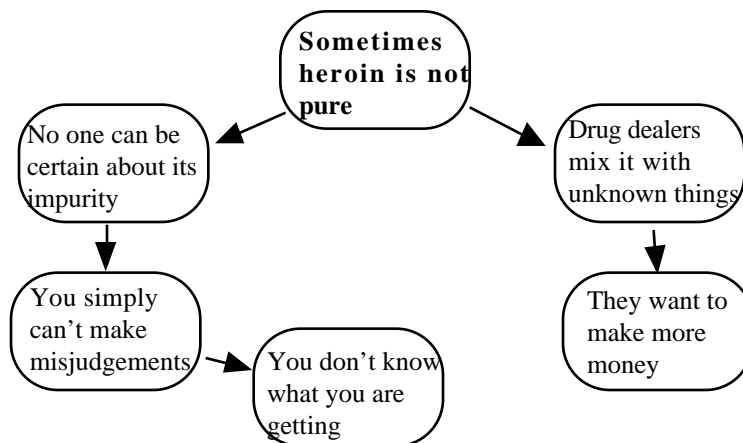 Sometimes
heroin is not
pure
No one can be
certain about its
impurity
Drug dealers
mix it with
unknown things
You simply
can’t make
misjudgements
They want to
make more
money
You don’t know
what you are
getting